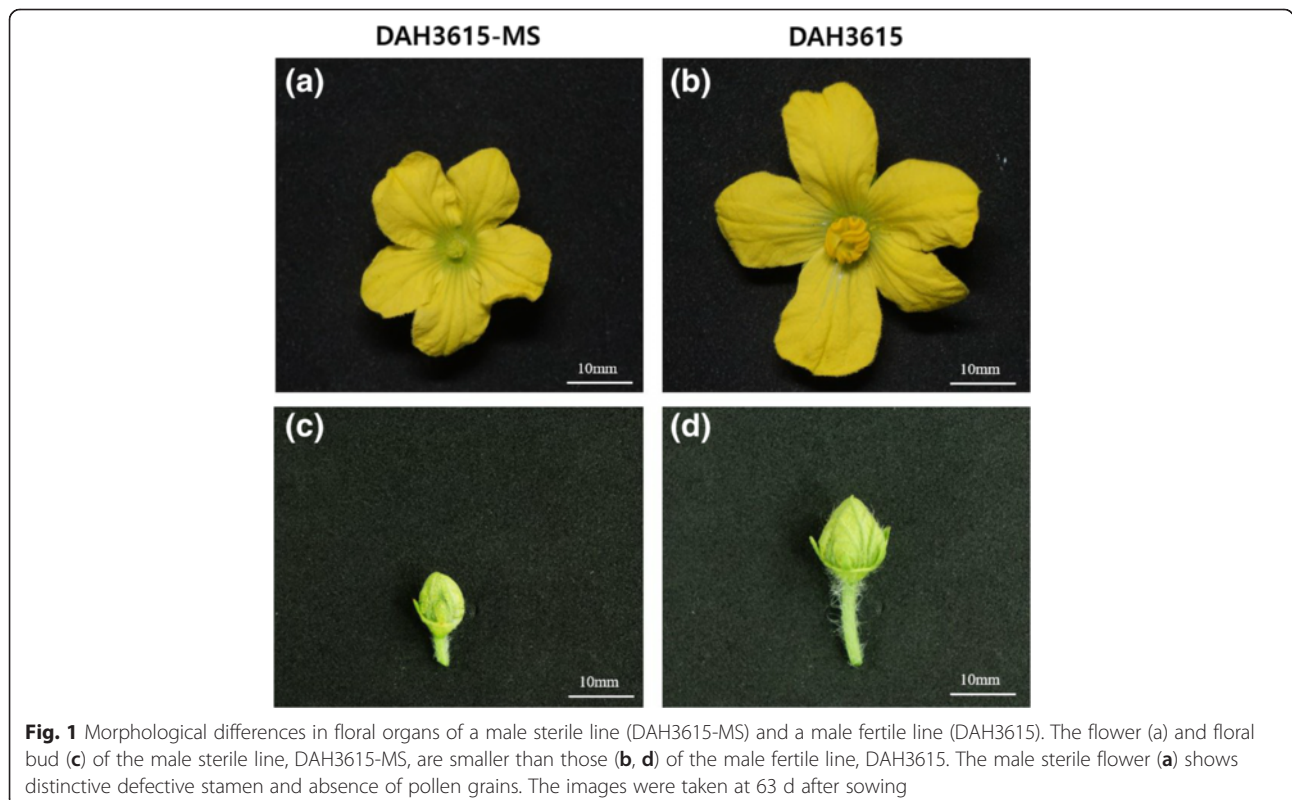 DAH3615-MS DAH3615
(a) (b)
10mm 10mm
(c) (d)
10mm 10mm
Fig. 1 Morphological differences in floral organs of a male sterile line (DAH3615-MS) and a male fertile line (DAH3615). The flower (a) and floral
bud (c) of the male sterile line, DAH3615-MS, are smaller than those (b, d) of the male fertile line, DAH3615. The male sterile flower (a) shows
distinctive defective stamen and absence of pollen grains. The images were taken at 63 d after sowing